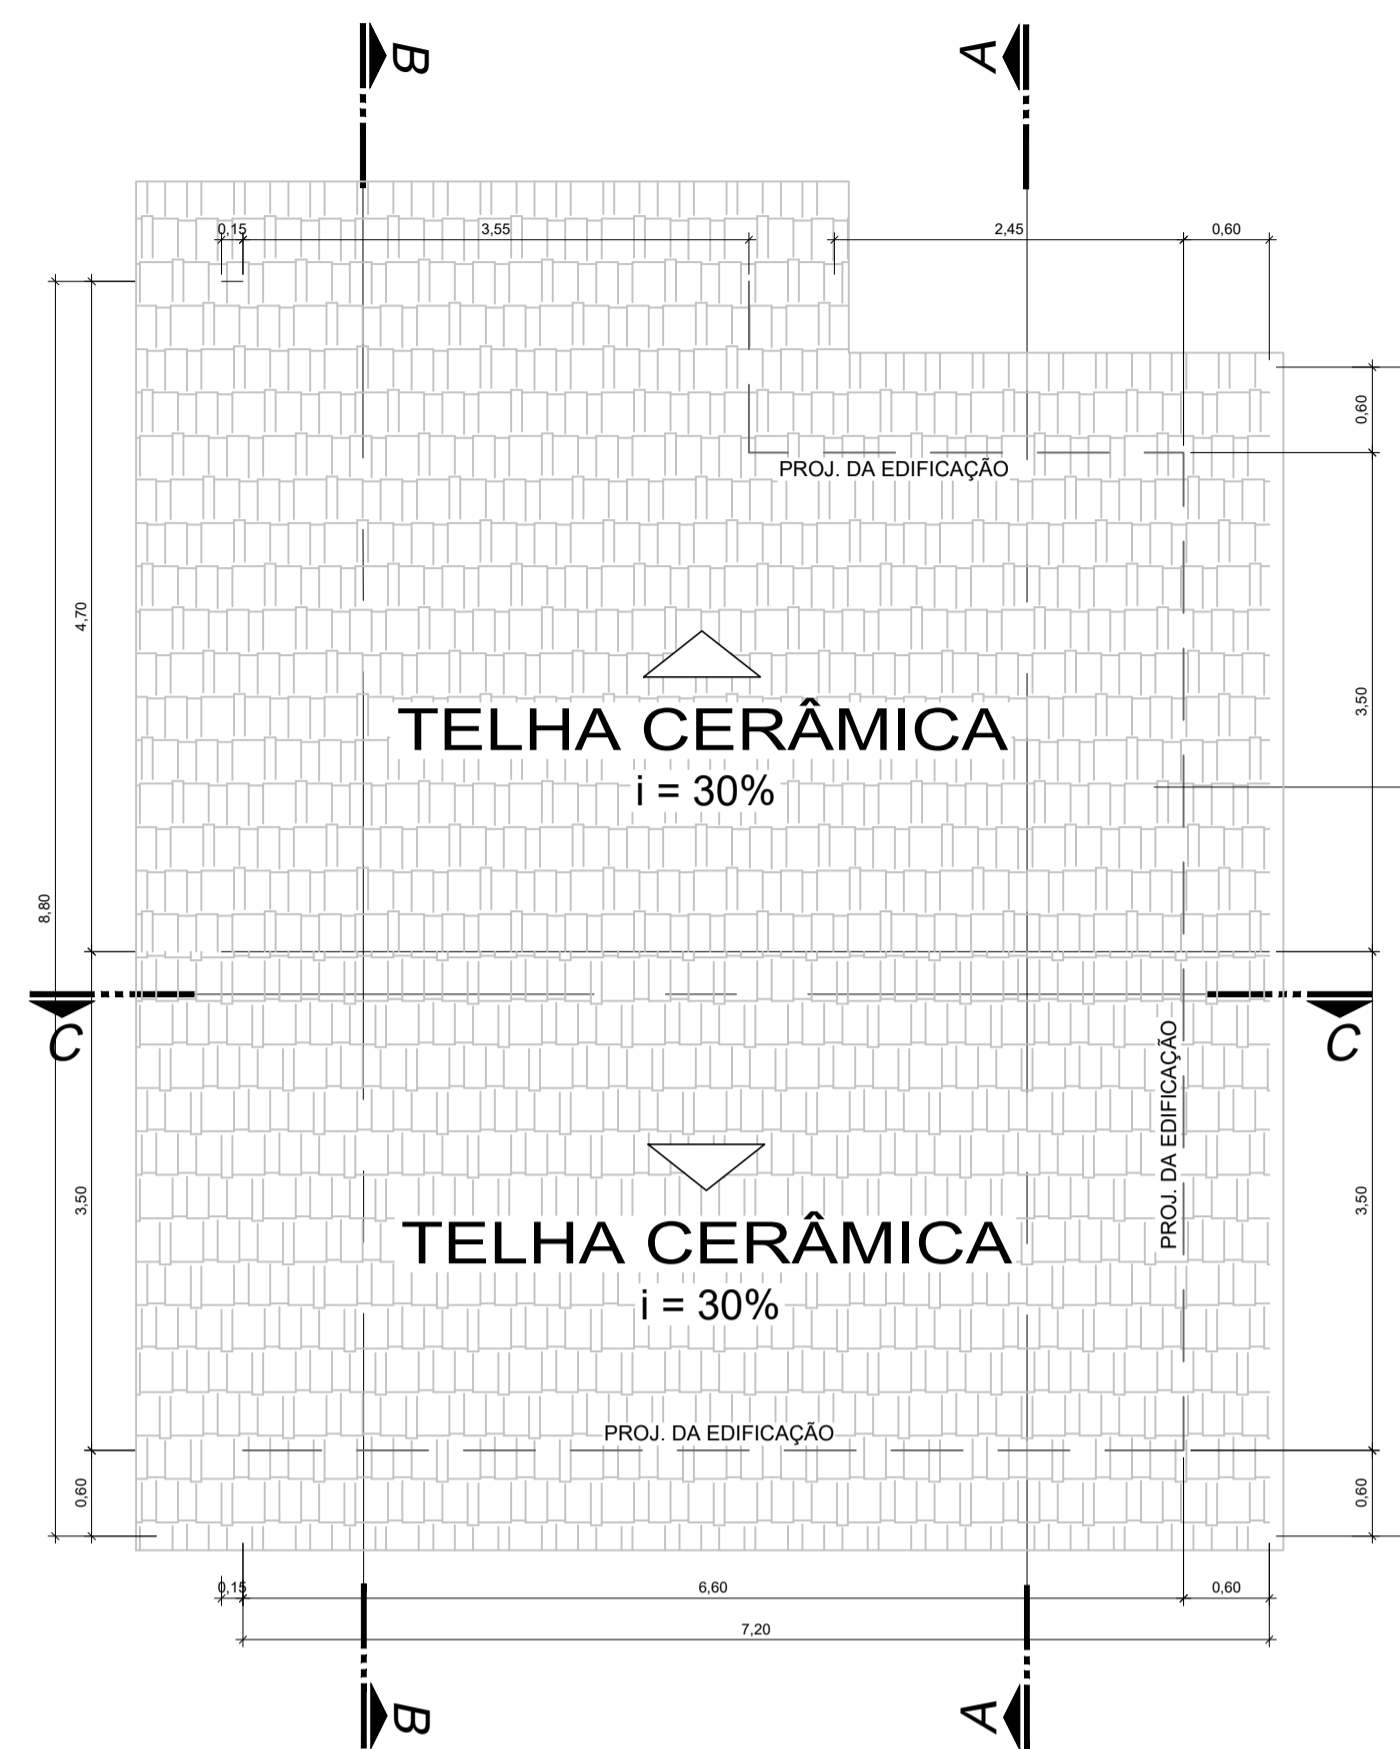 B
A
0,15
3,55
2,45
0,60
0,60
PROJ. DA EDIFICAÇÃO
4,70
3,50
TELHA CERÂMICA
i = 30%
8,80
C
C
PROJ. DA EDIFICAÇÃO
3,50
3,50
TELHA CERÂMICA
i = 30%
PROJ. DA EDIFICAÇÃO
0,60
0,60
0,15
6,60
0,60
7,20
B
A